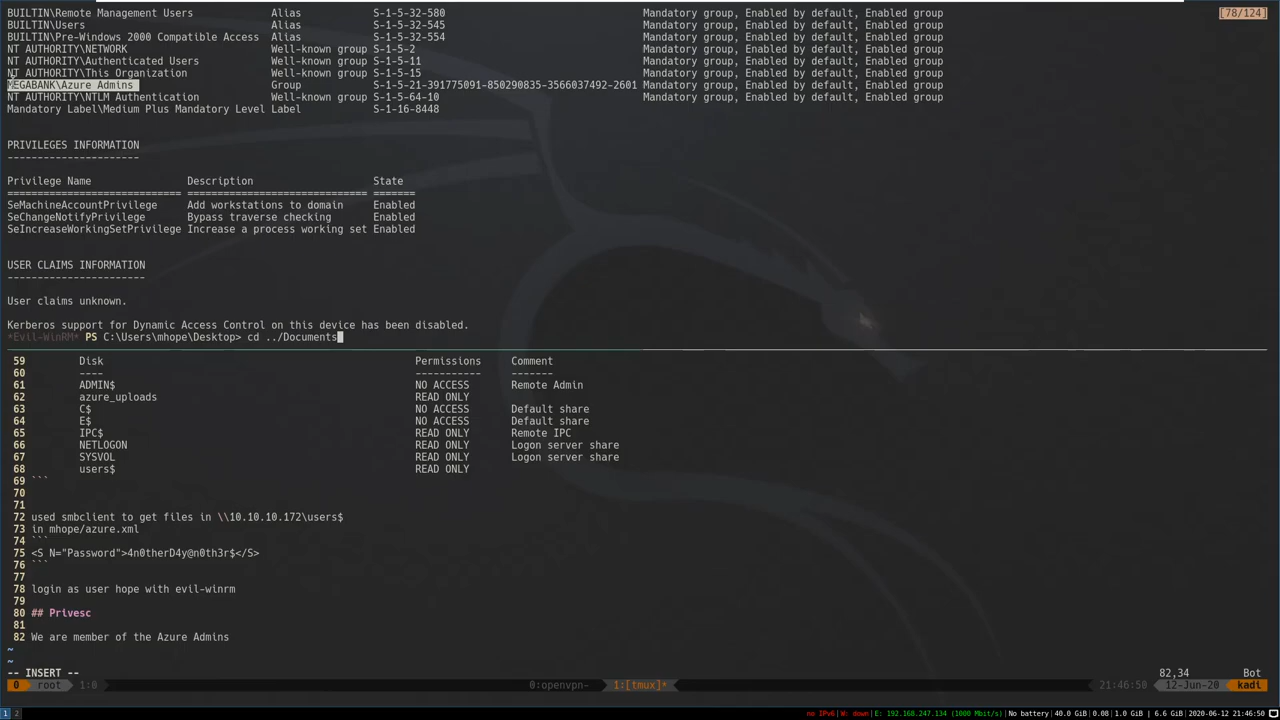 BUILTIN\Remote Management Users Alias S-1-5-32-580 Mandatory group, Enabled by default, Enabled group [78/124]
BUILTIN\Users Alias S-1-5-32-545 Mandatory group, Enabled by default, Enabled group
BUILTIN\Pre-Windows 2000 Compatible Access Alias S-1-5-32-554 Mandatory group, Enabled by default, Enabled group
NT AUTHORITY\NETWORK Well-known group S-1-5-2 Mandatory group, Enabled by default, Enabled group
NT AUTHORITY\Authenticated Users Well-known group S-1-5-11 Mandatory group, Enabled by default, Enabled group
NT AUTHORITY\This Organization Well-known group S-1-5-15 Mandatory group, Enabled by default, Enabled group
MEGABANK\Azure Admins Group S-1-5-21-391775091-850290835-3566037492-2601 Mandatory group, Enabled by default, Enabled group
NT AUTHORITY\NTLM Authentication Well-known group S-1-5-64-10 Mandatory group, Enabled by default, Enabled group
Mandatory Label\Medium Plus Mandatory Level Label S-1-16-8448
PRIVILEGES INFORMATION
----------------------
Privilege Name Description State
============================= ============================== =======
SeMachineAccountPrivilege Add workstations to domain Enabled
SeChangeNotifyPrivilege Bypass traverse checking Enabled
SeIncreaseWorkingSetPrivilege Increase a process working set Enabled
USER CLAIMS INFORMATION
-----------------------
User claims unknown.
Kerberos support for Dynamic Access Control on this device has been disabled.
*Evil-WinRM* PS C:\Users\mhope\Desktop> cd ../Documents
59 Disk Permissions Comment
60 ---- ----------- -------
61 ADMIN$ NO ACCESS Remote Admin
62 azure_uploads READ ONLY
63 C$ NO ACCESS Default share
64 E$ NO ACCESS Default share
65 IPC$ READ ONLY Remote IPC
66 NETLOGON READ ONLY Logon server share
67 SYSVOL READ ONLY Logon server share
68 users$ READ ONLY
69 ```
70
71
72 used smbclient to get files in \\10.10.10.172\users$
73 in mhope/azure.xml
74 ```
75 <S N="Password">4n0therD4y@n0th3r$</S>
76 ```
77
78 login as user hope with evil-winrm
79
80 ## Privesc
81
82 We are member of the Azure Admins
~
~
-- INSERT -- 82,34 Bot
0 root 1:0 0:openvpn- 1:[tmux]* 21:46:50 12-Jun-20 kadi
1 2 no IPv6 | W: down | E: 192.168.247.134 (1000 Mbit/s) | No battery | 40.0 GiB | 0.08 | 1.0 GiB | 6.6 GiB | 2020-06-12 21:46:50